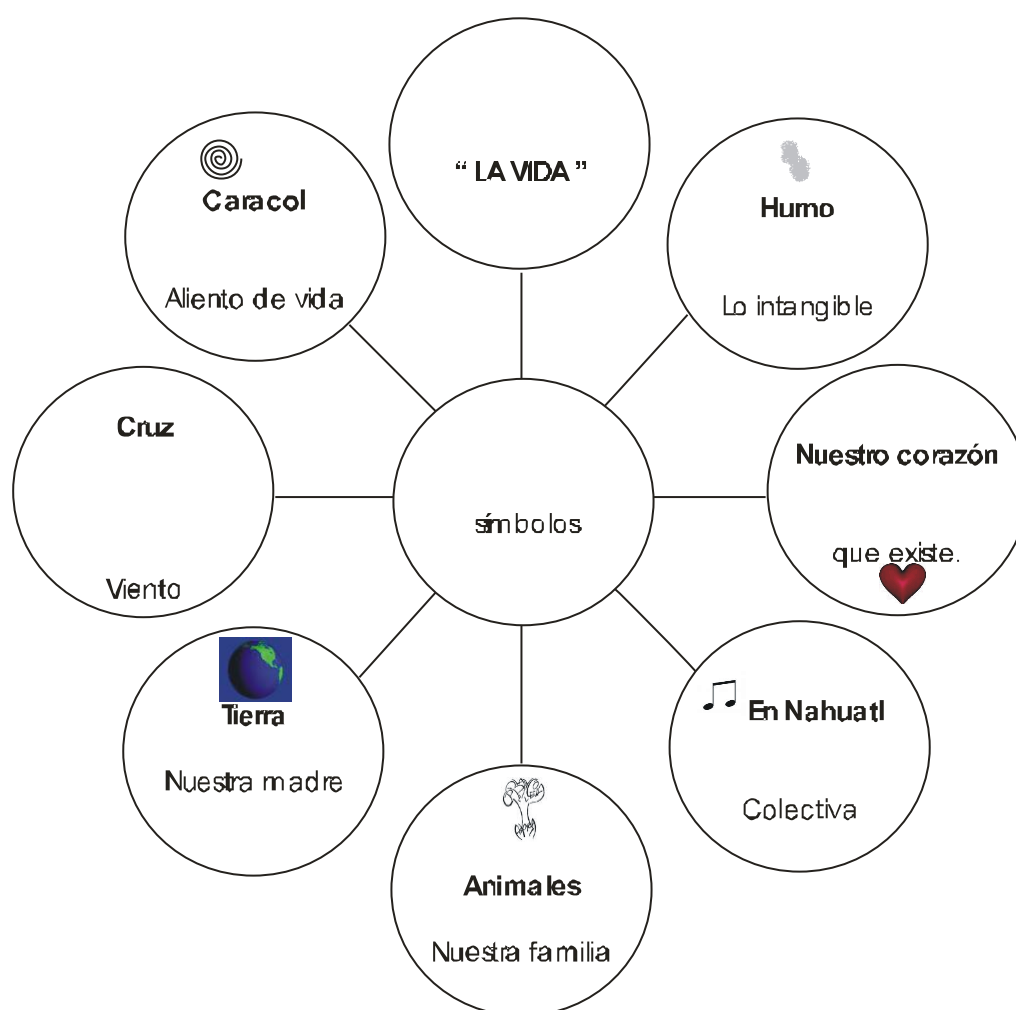 “ LA VIDA ”
Humo
Lo intangible
Nuestro corazón
que existe.
En Nahuatl
Colectiva
Animales
Nuestra familia
Tierra
Nuestra madre
Cruz
Viento
Caracol
Aliento de vida
símbolos